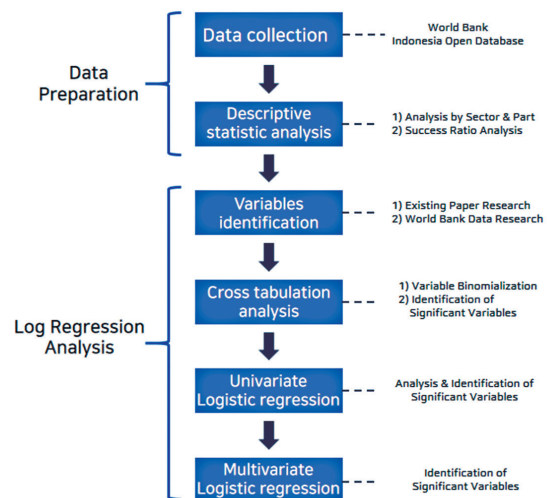 Data
Preparation
Data collection
World Bank
Indonesia Open Database
Descriptive
statistic analysis
1) Analysis by Sector & Part
2) Success Ratio Analysis
Log Regression
Analysis
Variables
identification
1) Existing Paper Research
2) World Bank Data Research
Cross tabulation
analysis
1) Variable Binomialization
2) Identification of
Significant Variables
Univariate
Logistic regression
Analysis & Identification of
Significant Variables
Multivariate
Logistic regression
Identification of
Significant Variables